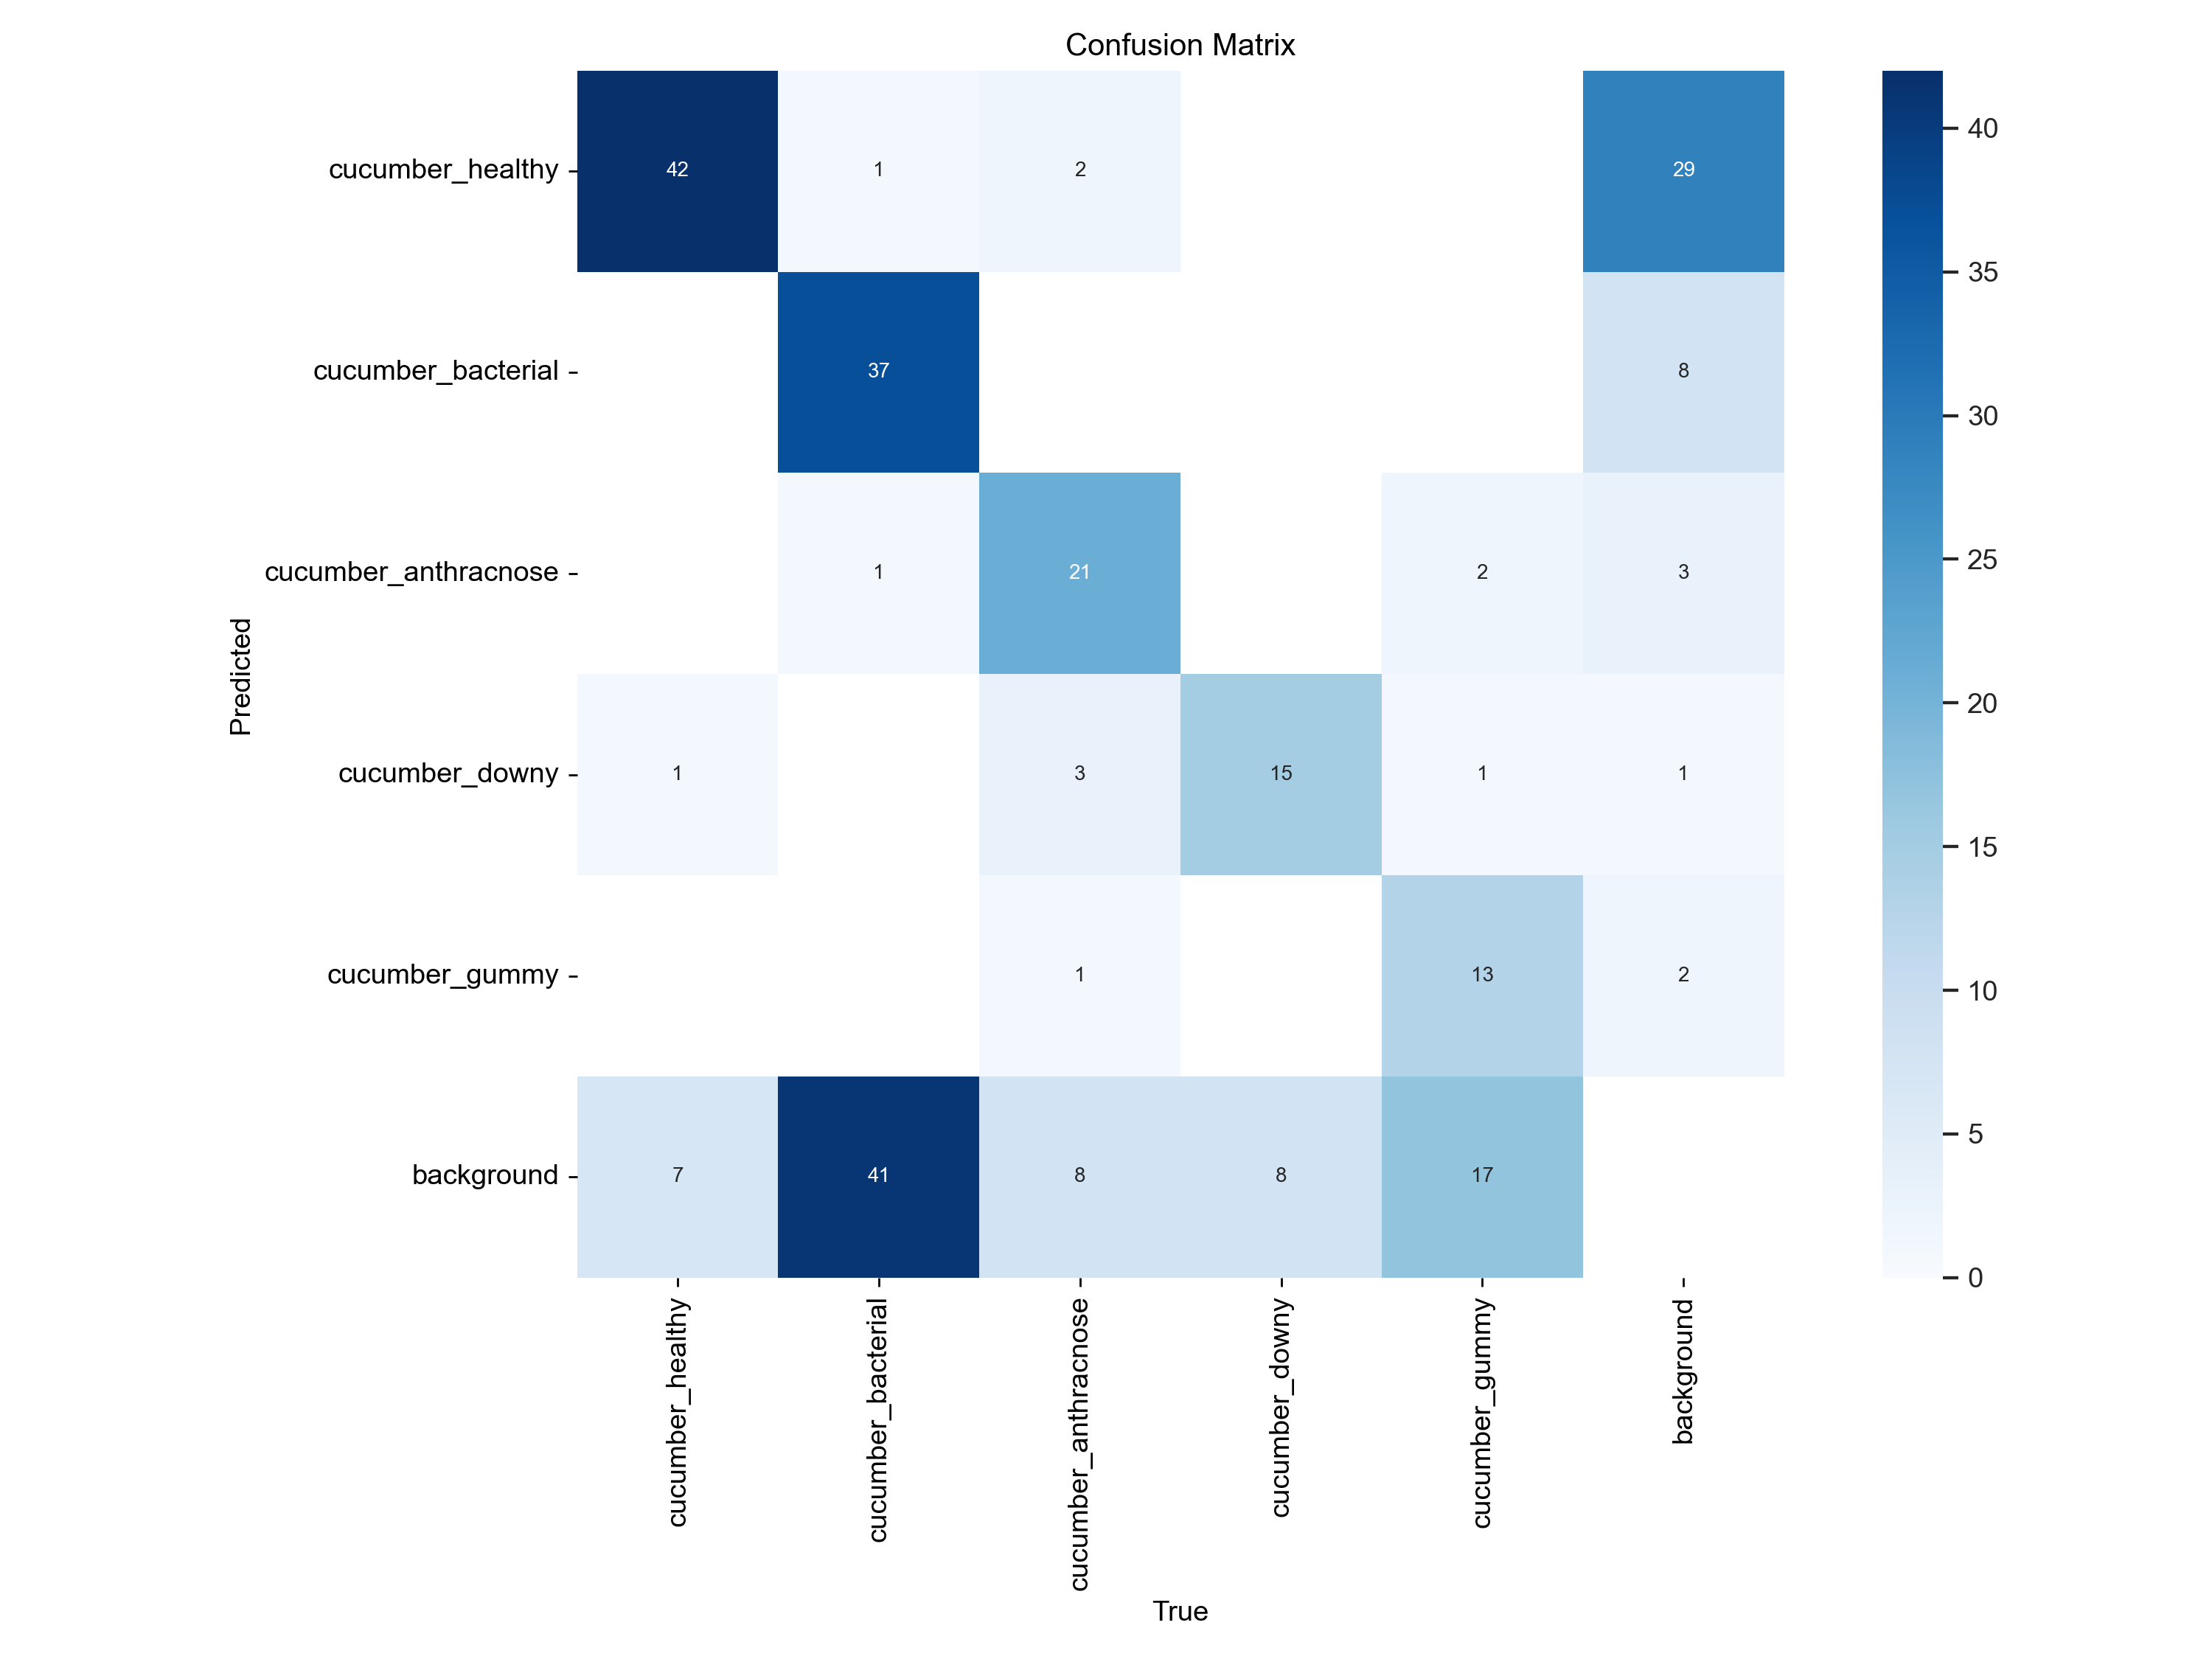 Confusion Matrix
cucumber_healthy 42 1 2 29
cucumber_bacterial 37 8
cucumber_anthracnose 1 21 2 3
cucumber_downy 1 3 15 1 1
cucumber_gummy 1 13 2
background 7 41 8 8 17
Predicted
cucumber_healthy
cucumber_bacterial
cucumber_anthracnose
cucumber_downy
cucumber_gummy
background
True
40
35
30
25
20
15
10
5
0